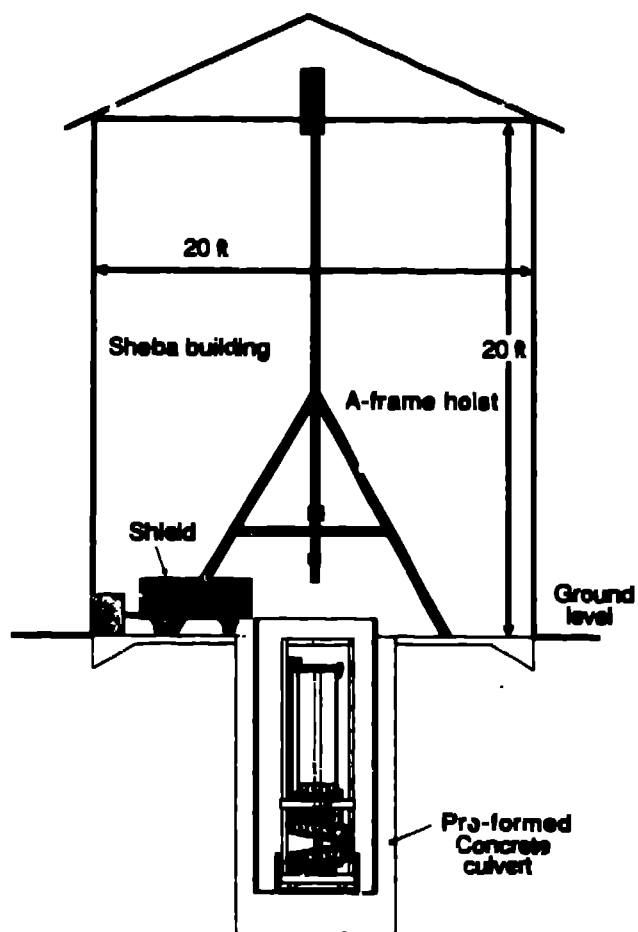 20 ft
Sheba building
20 ft
A-frame hoist
Shield
Ground
level
Pre-formed
Concrete
culvert